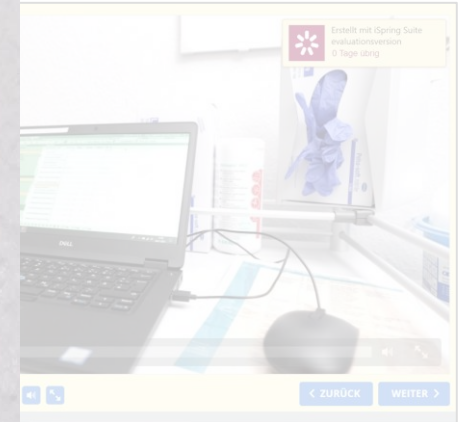 Erstellt mit iSpring Suite
evaluationsversion
0 Tage übrig
DELL
< ZURÜCK
WEITER >